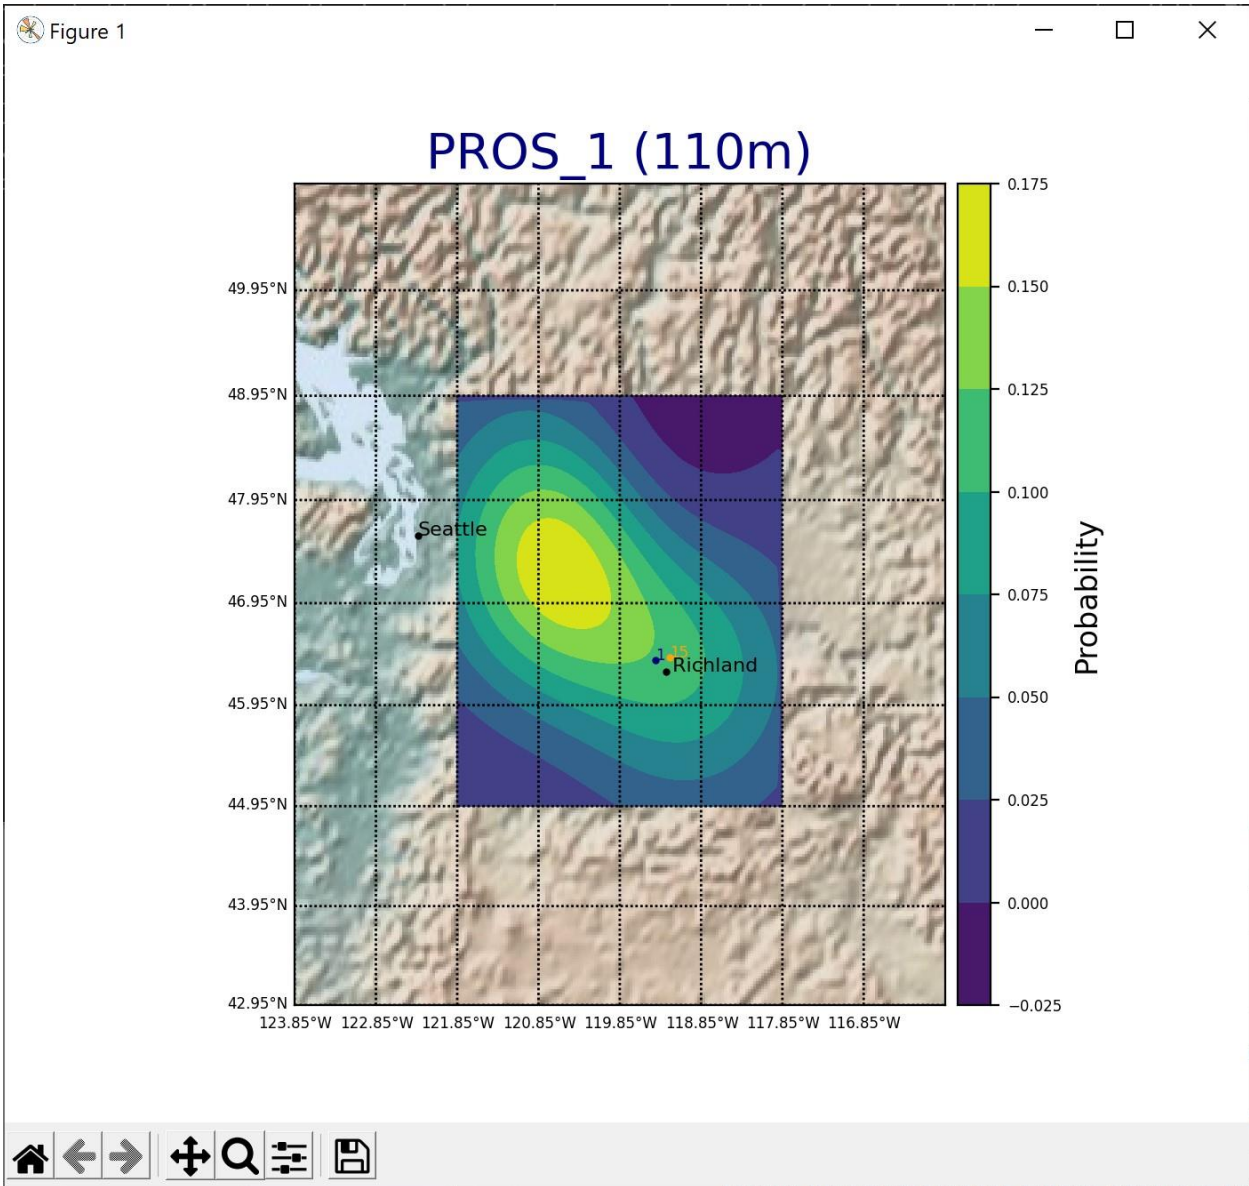 Figure 1
PROS_1 (110m)
49.95°N
48.95°N
47.95°N
46.95°N
45.95°N
44.95°N
43.95°N
42.95°N
123.85°W 122.85°W 121.85°W 120.85°W 119.85°W 118.85°W 117.85°W 116.85°W
Seattle
1 15
Richland
0.175
0.150
0.125
0.100
0.075
0.050
0.025
0.000
−0.025
Probability